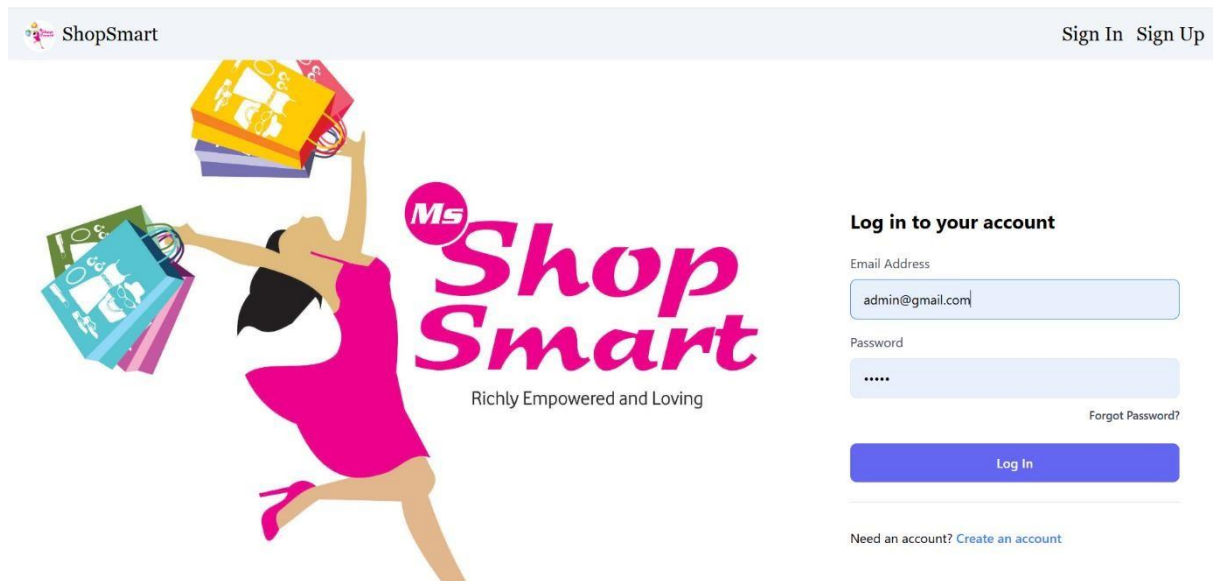 ShopSmart
Sign In Sign Up
Ms
Shop
Smart
Richly Empowered and Loving
Log in to your account
Email Address
admin@gmail.com
Password
•••••
Forgot Password?
Log In
Need an account? Create an account